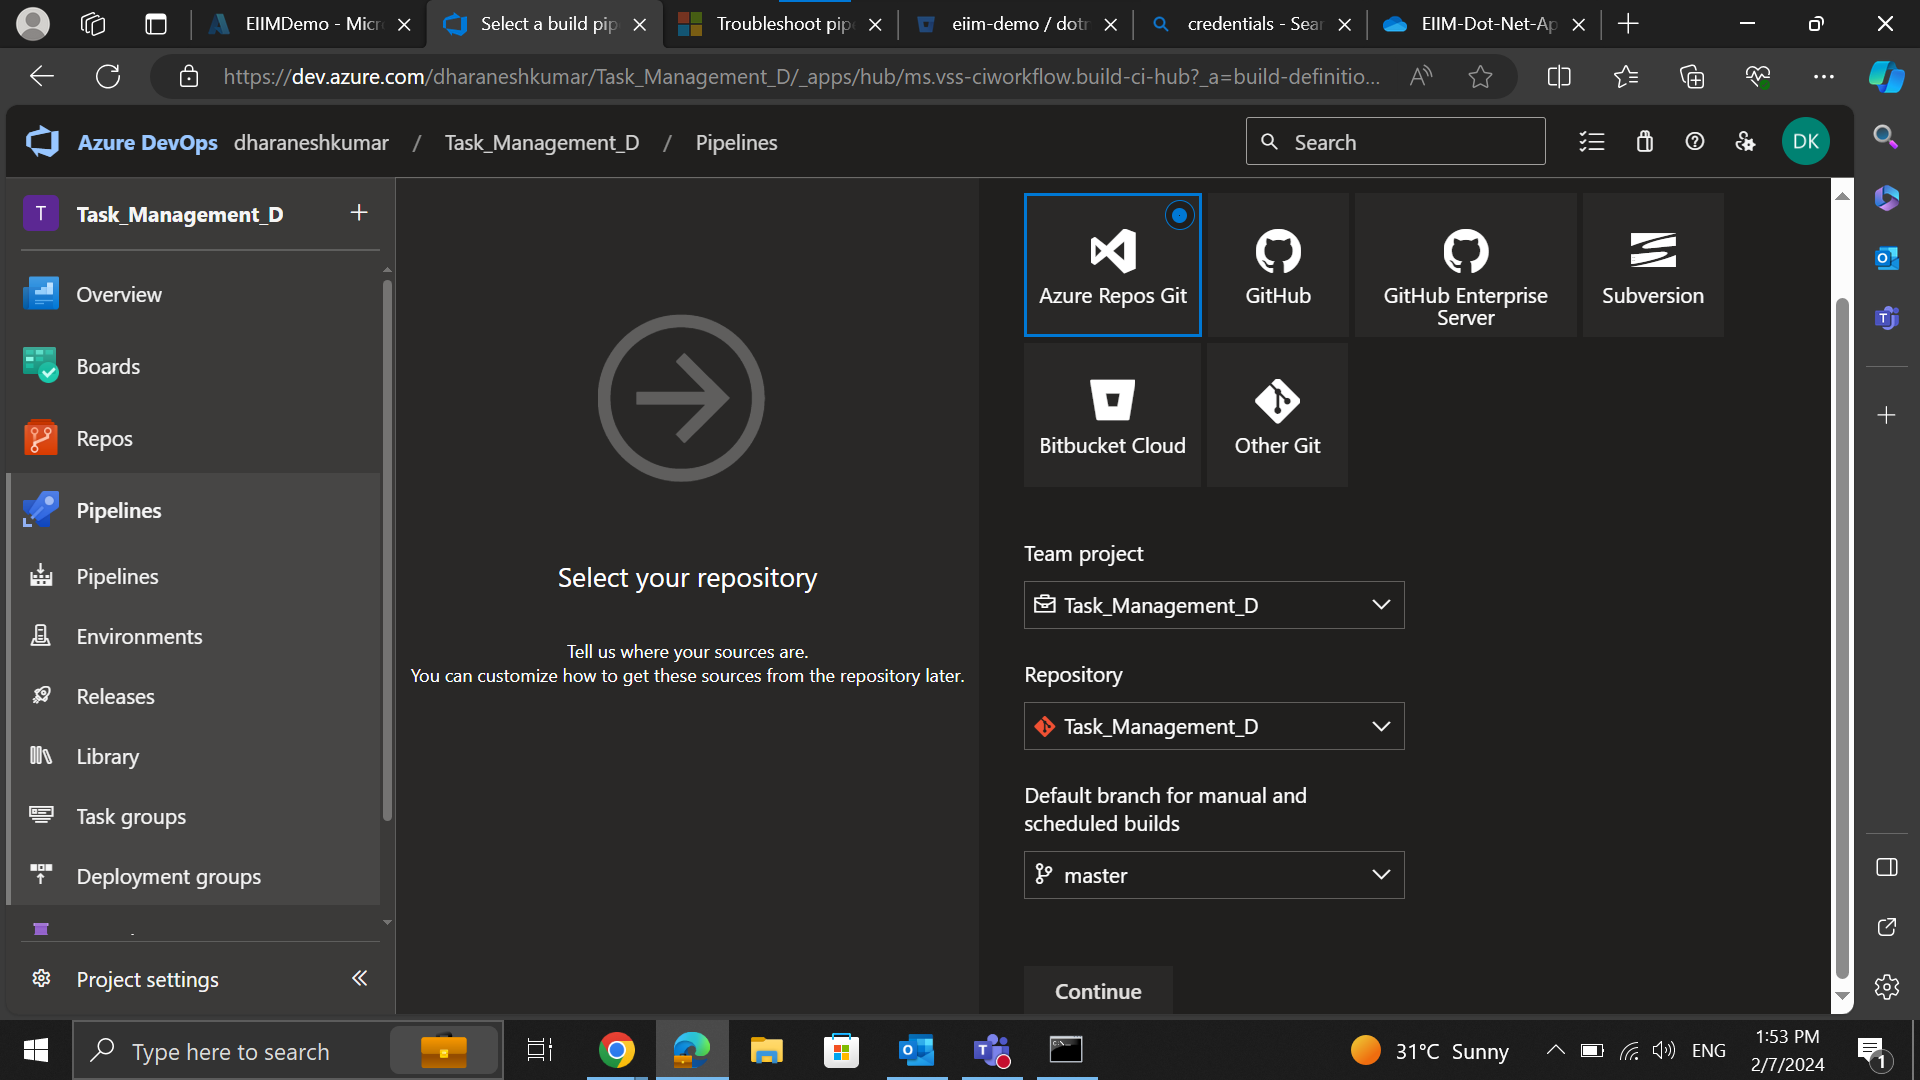 EIIMDemo - Micr
Select a build pip
Troubleshoot pip
eiim-demo / dotn
credentials - Sear
EIIM-Dot-Net-Ap
https://dev.azure.com/dharaneshkumar/Task_Management_D/_apps/hub/ms.vss-ciworkflow.build-ci-hub?_a=build-definitio...
Azure DevOps dharaneshkumar / Task_Management_D / Pipelines
Search
DK
T Task_Management_D
Overview
Boards
Repos
Pipelines
Pipelines
Environments
Releases
Library
Task groups
Deployment groups
Project settings
Select your repository
Tell us where your sources are.
You can customize how to get these sources from the repository later.
Azure Repos Git
GitHub
GitHub Enterprise
Server
Subversion
Bitbucket Cloud
Other Git
Team project
Task_Management_D
Repository
Task_Management_D
Default branch for manual and
scheduled builds
master
Continue
Type here to search
31°C Sunny
ENG
1:53 PM
2/7/2024
1